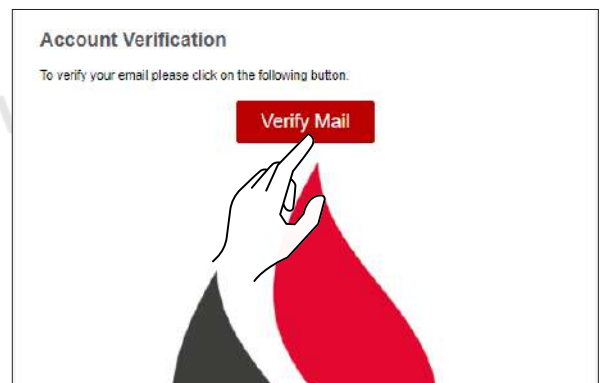 Account Verification
To verify your email please click on the following button.
Verify Mail